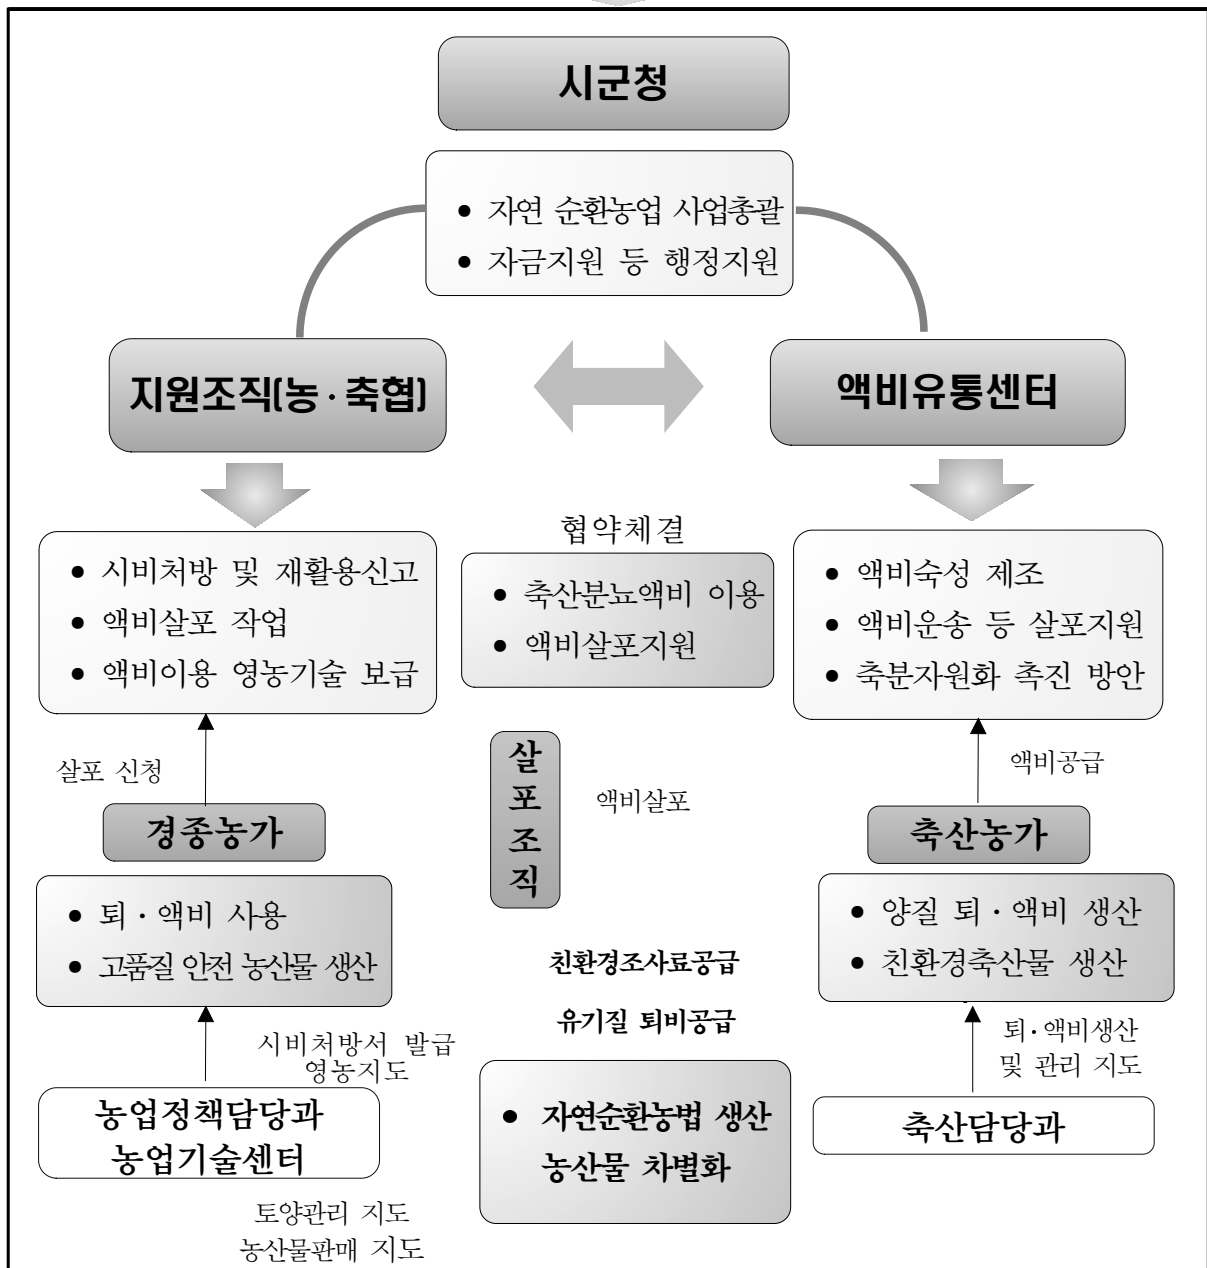 시군청
• 자연 순환농업 사업총괄
• 자금지원 등 행정지원
지원조직(농·축협)
액비유통센터
• 시비처방 및 재활용신고
• 액비살포 작업
• 액비이용 영농기술 보급
협약체결
• 축산분뇨액비 이용
• 액비살포지원
• 액비숙성 제조
• 액비운송 등 살포지원
• 축분자원화 촉진 방안
살포 신청
살
포
조
직
액비살포
액비공급
경종농가
축산농가
• 퇴·액비 사용
• 고품질 안전 농산물 생산
• 양질 퇴·액비 생산
• 친환경축산물 생산
친환경조사료공급
유기질 퇴비공급
시비처방서 발급
영농지도
퇴·액비생산
및 관리 지도
농업정책담당과
농업기술센터
• 자연순환농법 생산
농산물 차별화
축산담당과
토양관리 지도
농산물판매 지도